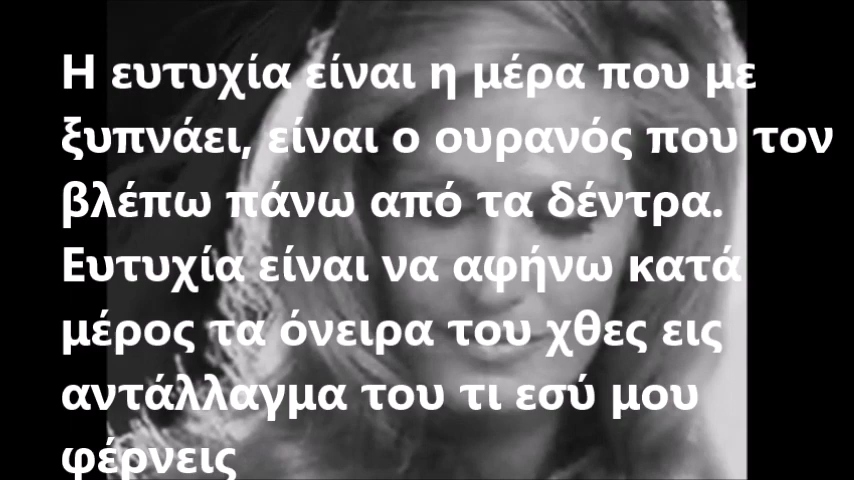 Η ευτυχία είναι η μέρα που με
ξυπνάει, είναι ο ουρανός που τον
βλέπω πάνω από τα δέντρα.
Ευτυχία είναι να αφήνω κατά
μέρος τα όνειρα του χθες εις
αντάλλαγμα του τι εσύ μου
φέρνεις